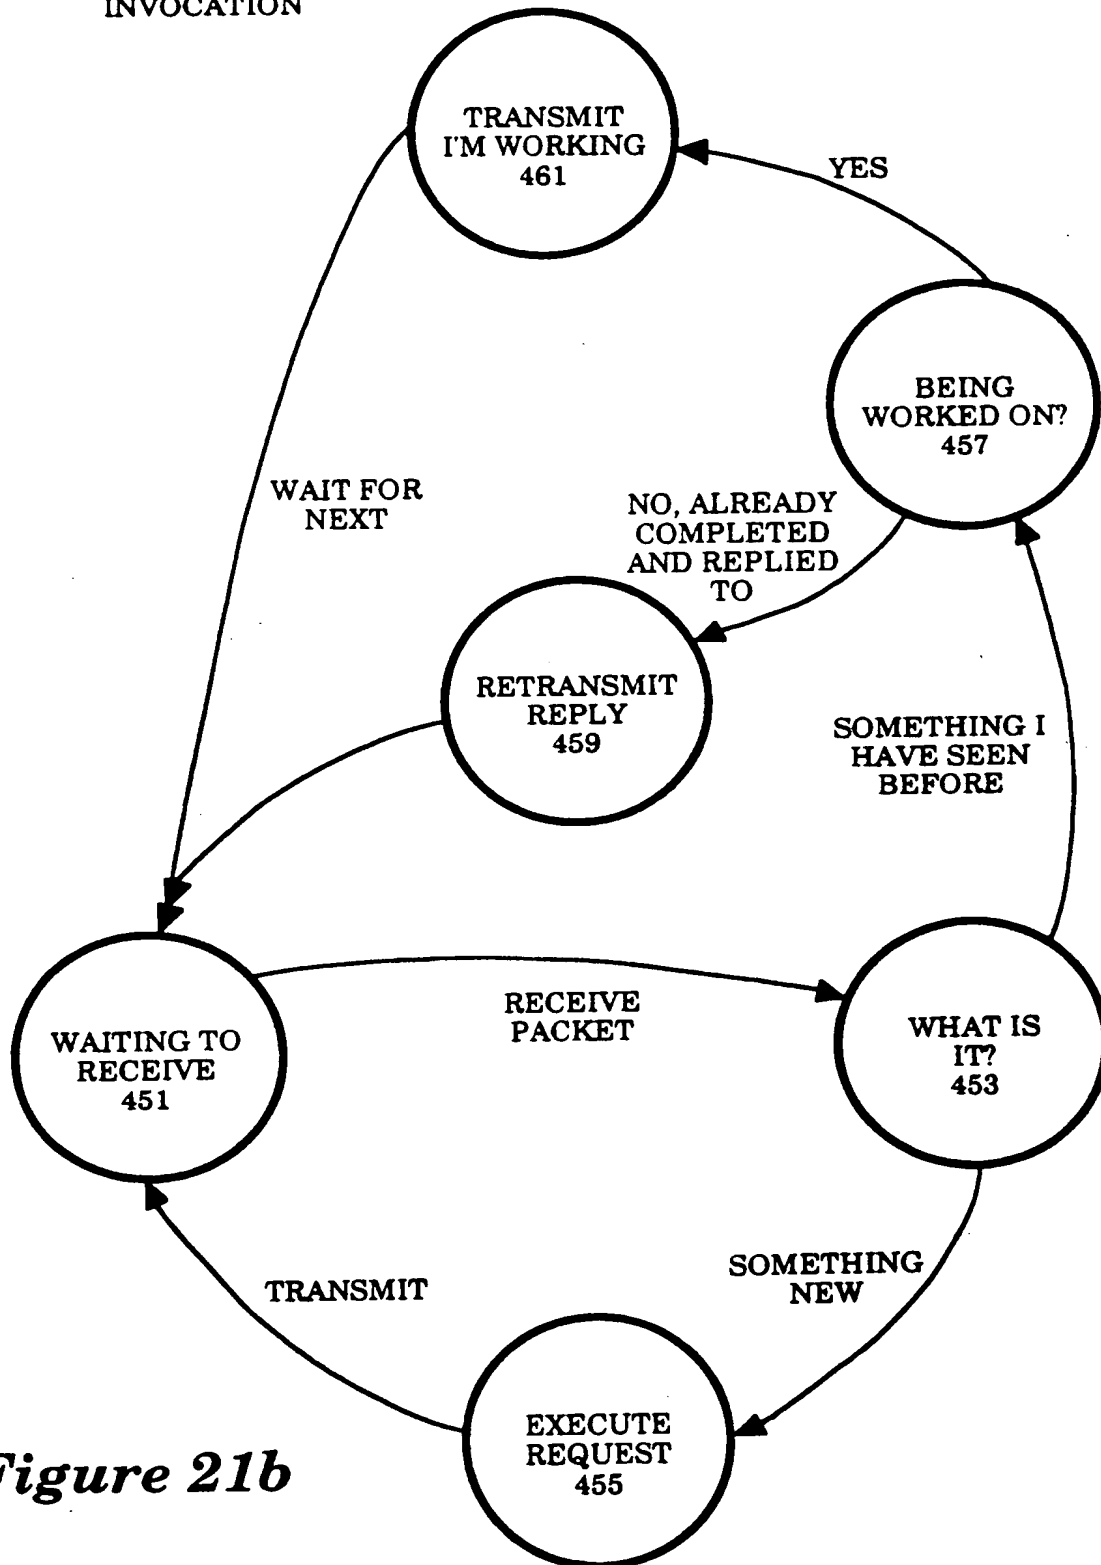 INVOCATION
TRANSMIT
I'M WORKING
461
YES
BEING
WORKED ON?
457
WAIT FOR
NEXT
NO, ALREADY
COMPLETED
AND REPLIED
TO
RETRANSMIT
REPLY
459
SOMETHING I
HAVE SEEN
BEFORE
RECEIVE
PACKET
WAITING TO
RECEIVE
451
WHAT IS
IT?
453
SOMETHING
NEW
TRANSMIT
EXECUTE
REQUEST
455
Figure 21b